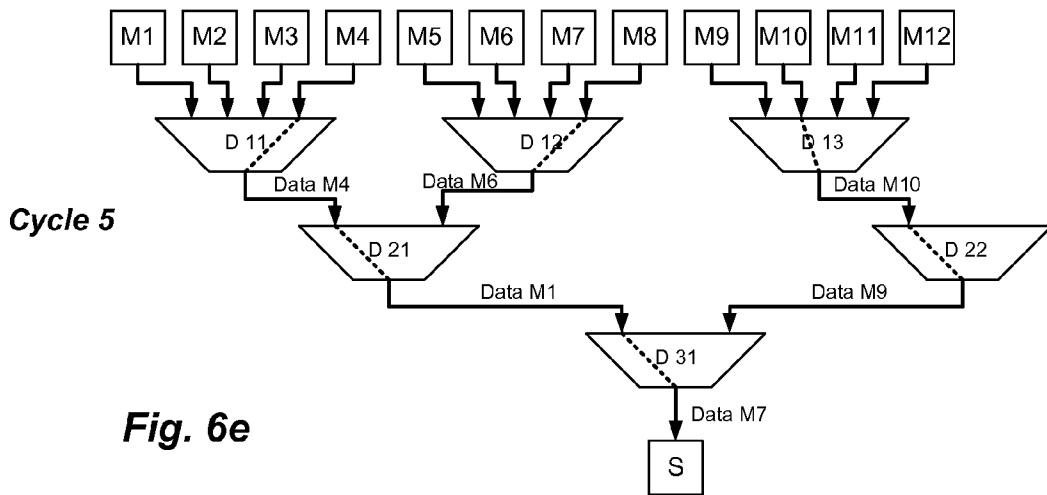 M1 M2 M3 M4 M5 M6 M7 M8 M9 M10 M11 M12
D 11 D 12 D 13
Data M4 Data M6 Data M10
Cycle 5
D 21 D 22
Data M1 Data M9
D 31
Data M7
Fig. 6e
S